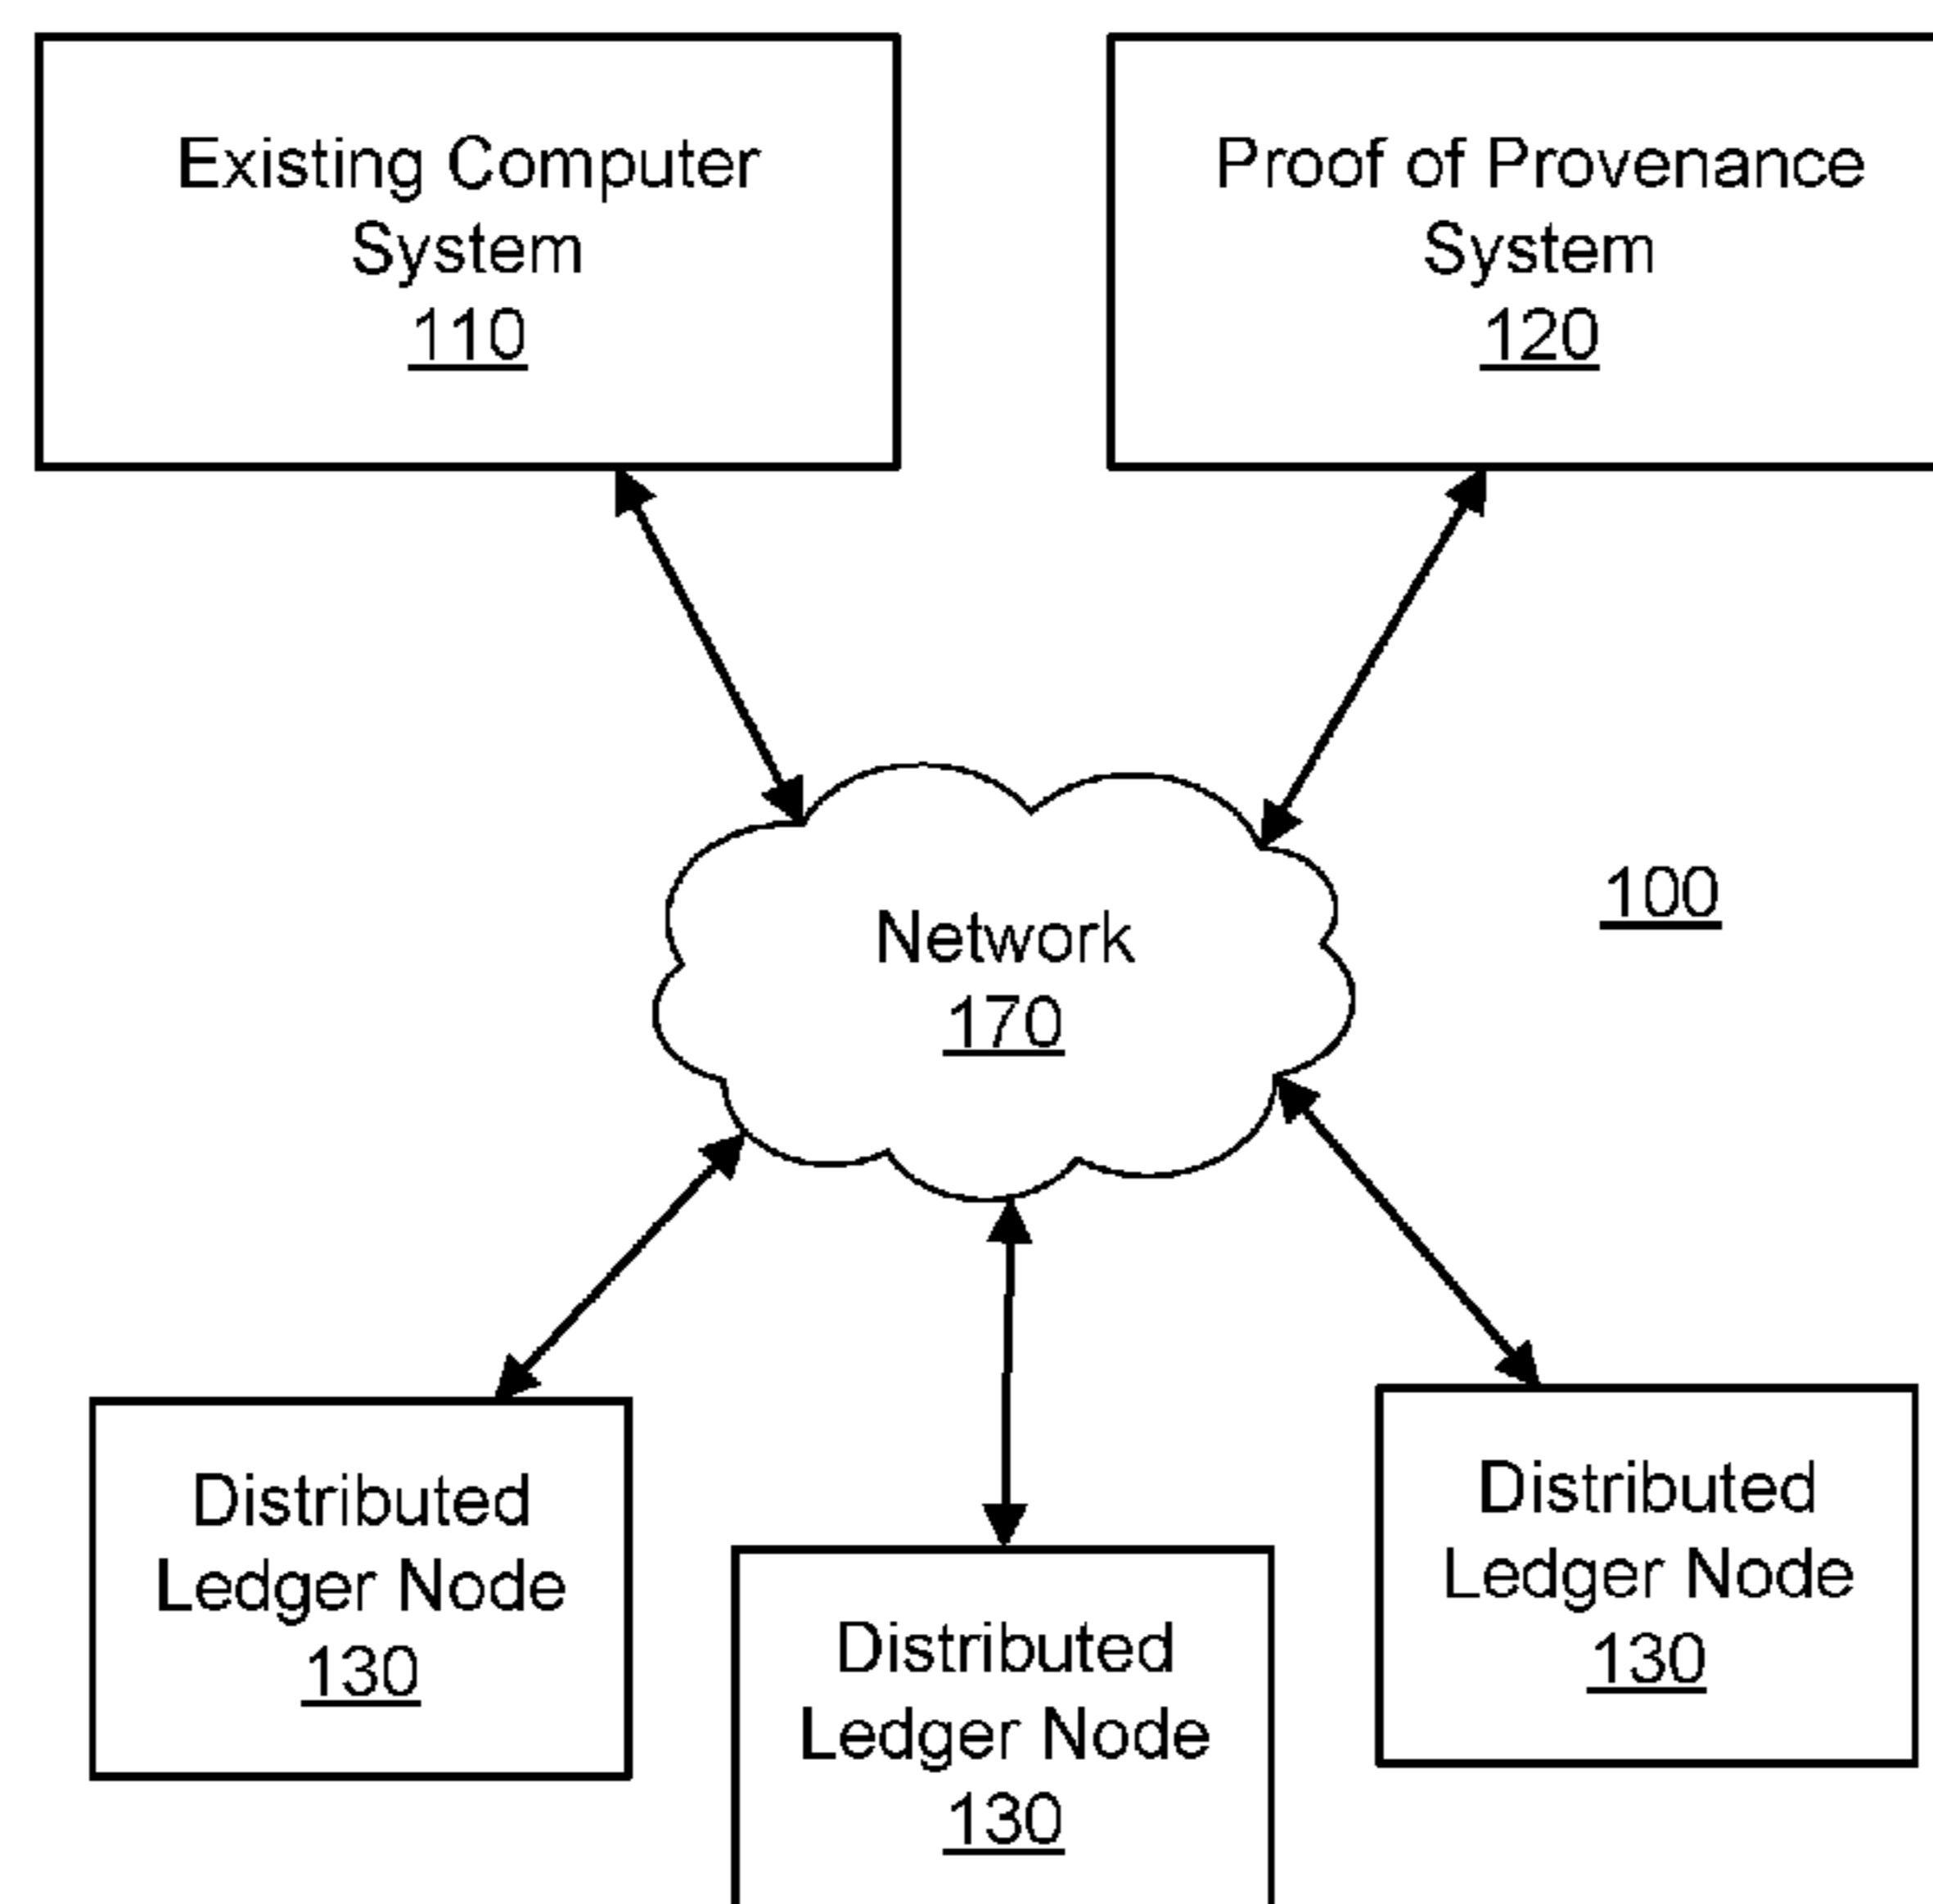 Existing Computer
System
110
Proof of Provenance
System
120
Network
170
100
Distributed
Ledger Node
130
Distributed
Ledger Node
130
Distributed
Ledger Node
130